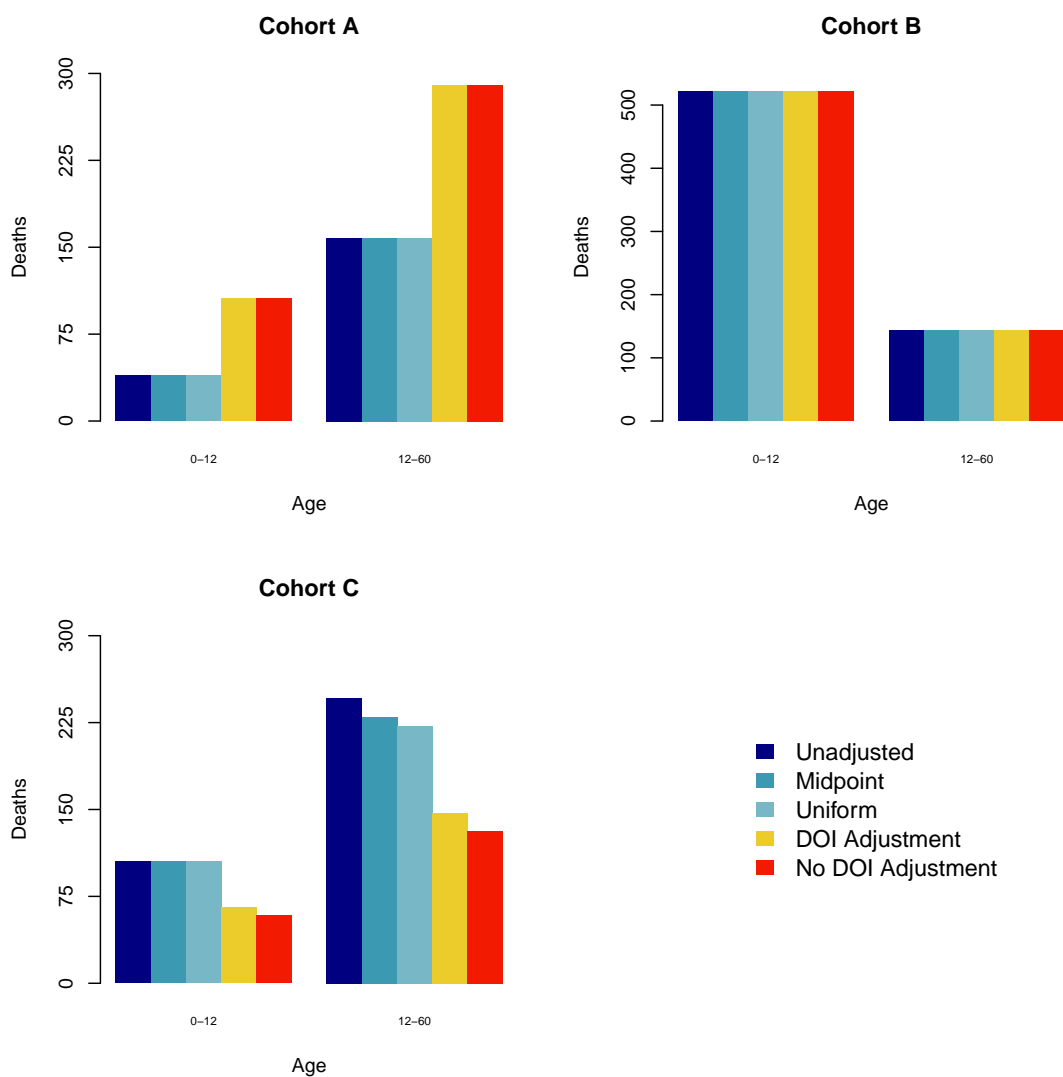 Cohort A
Deaths
300
225
150
75
0
0–12
12–60
Age
Cohort B
Deaths
500
400
300
200
100
0
0–12
12–60
Age
Cohort C
Deaths
300
225
150
75
0
0–12
12–60
Age
Unadjusted
Midpoint
Uniform
DOI Adjustment
No DOI Adjustment